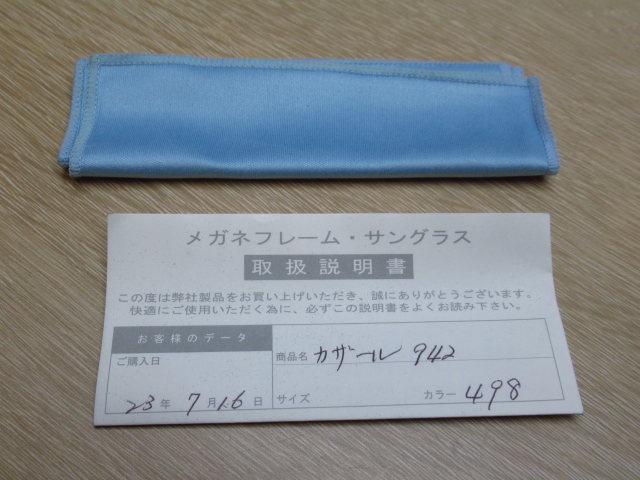 メガネフレーム・サングラス
取扱説明書
この度は弊社製品をお買い上げいただき、誠にありがとうございます。
快適にご使用いただく為に、必ずこの説明書をよくお読み下さい。
お客様のデータ
ご購入日
23年 7月16日
商品名 カザール 942
サイズ
カラー 498